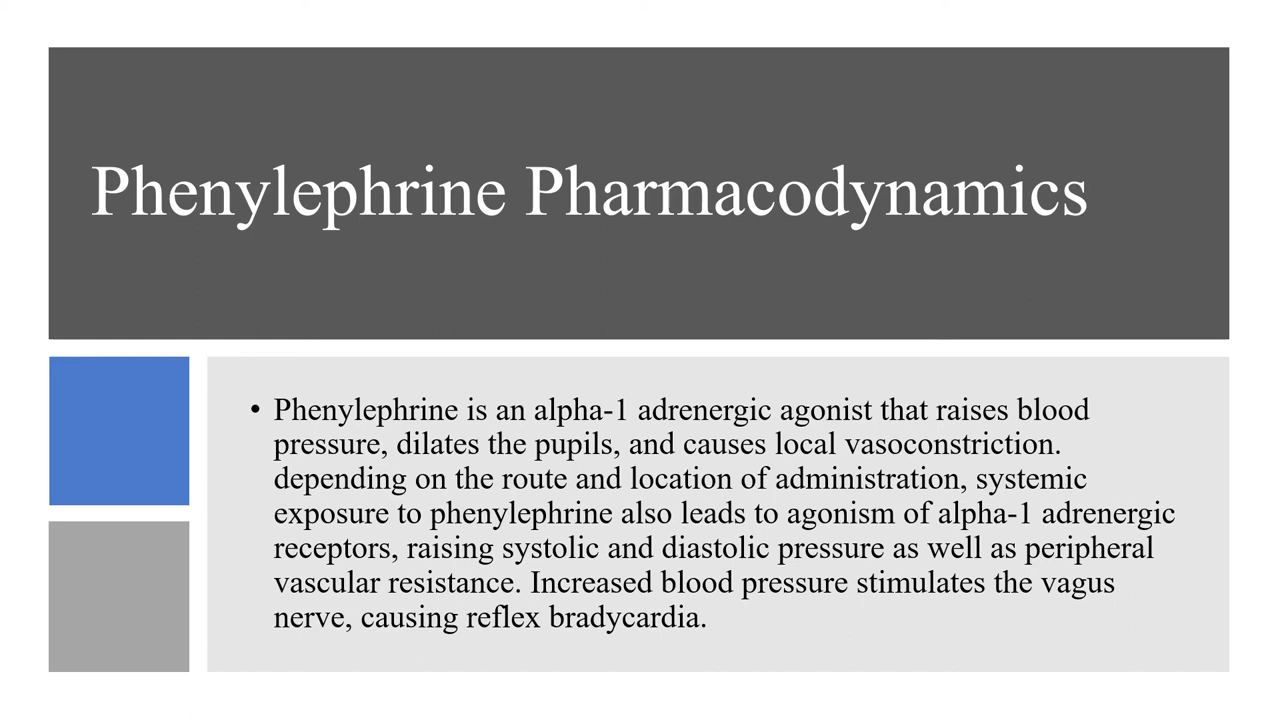 Phenylephrine Pharmacodynamics
• Phenylephrine is an alpha-1 adrenergic agonist that raises blood
pressure, dilates the pupils, and causes local vasoconstriction.
depending on the route and location of administration, systemic
exposure to phenylephrine also leads to agonism of alpha-1 adrenergic
receptors, raising systolic and diastolic pressure as well as peripheral
vascular resistance. Increased blood pressure stimulates the vagus
nerve, causing reflex bradycardia.